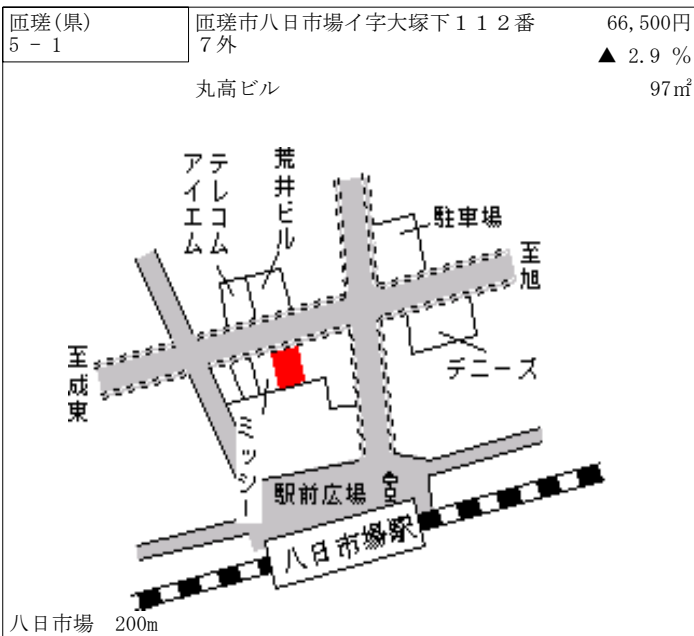 匝瑳(県)
5 － 1
匝瑳市八日市場イ字大塚下１１２番
７外
66,500円
▲ 2.9 %
丸高ビル
97㎡
テレコム
アイエム
荒井ビル
駐車場
至旭
至成東
デニーズ
ミッシー
駅前広場
八日市場駅
八日市場　200m